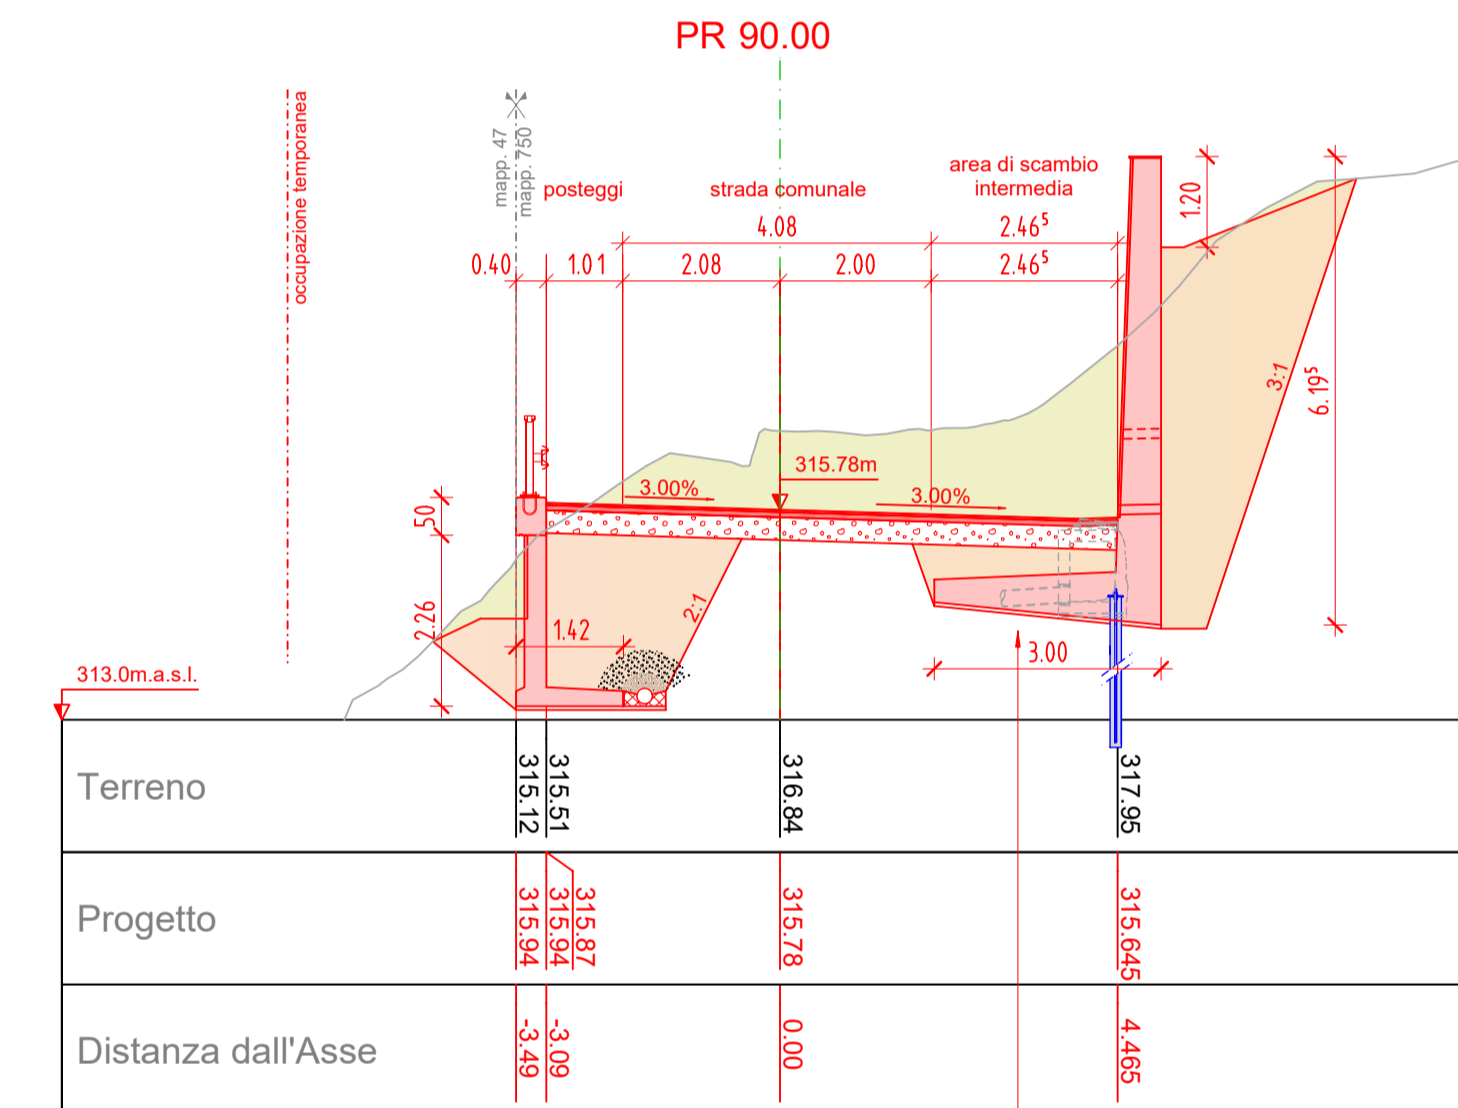 PR 90.00
occupazione temporanea
mapp. 47
mapp. 750
posteggi
strada comunale
area di scambio
intermedia
4.08
2.46⁵
0.40
1.01
2.08
2.00
2.46⁵
1.20
6.19⁵
3:1
315.78m
3.00%
3.00%
50
2.26
1.42
2:1
3.00
313.0m.a.s.l.
Terreno
315.12
315.51
316.84
317.95
Progetto
315.94
315.94
315.87
315.78
315.645
Distanza dall'Asse
-3.49
-3.09
0.00
4.465